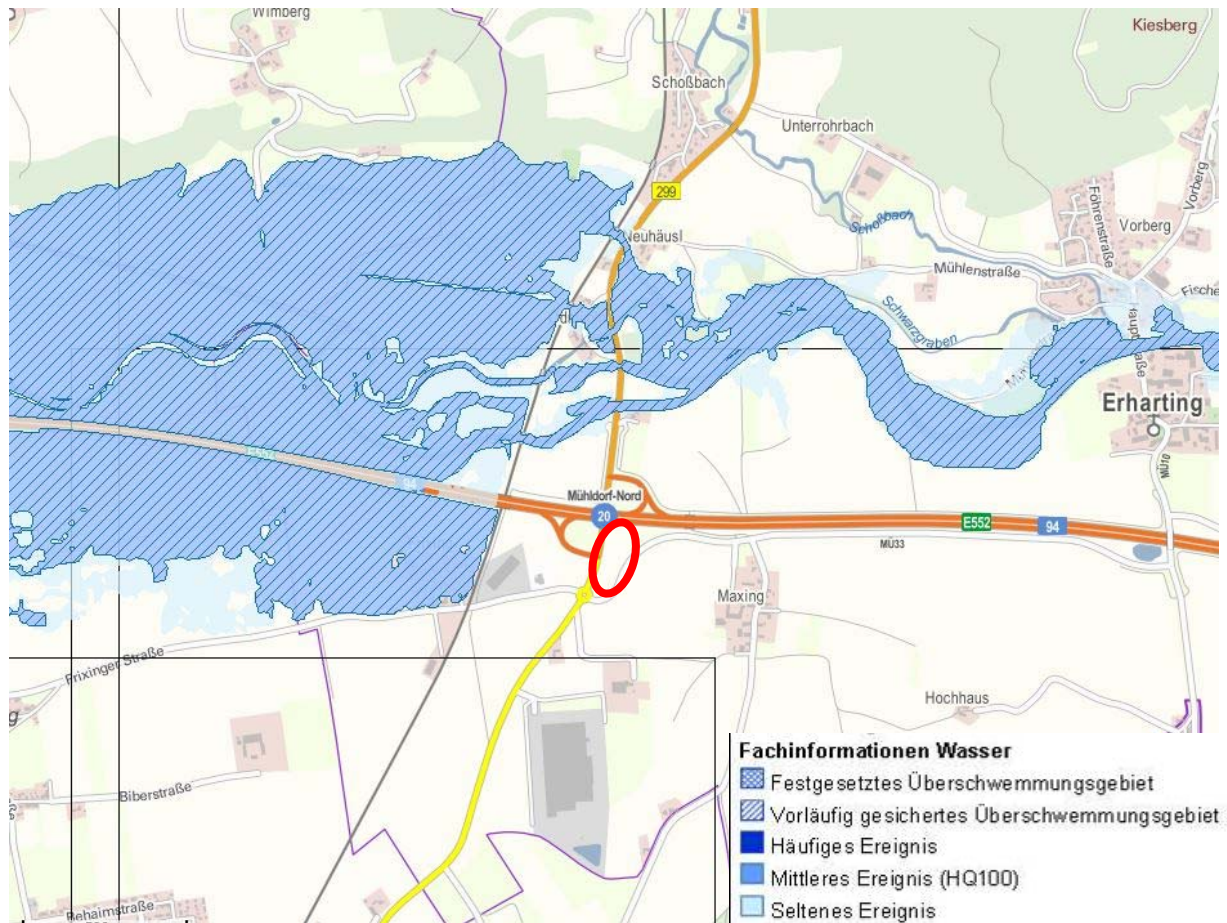 Wimberg
Kiesberg
Schoßbach
Unterrohrbach
299
Föhrenstraße
Vorberg
Vorberg
Schoßbach
Neuhäusl
Mühlenstraße
Fische
Schwarzgraben
Erharting
E552
94
Mühldorf-Nord
20
E552
94
MÜ33
MÜ10
Maxing
Frixinger Straße
Hochhaus
g
Biberstraße
Behaimstraße
Fachinformationen Wasser
Festgesetztes Überschwemmungsgebiet
Vorläufig gesichertes Überschwemmungsgebiet
Häufiges Ereignis
Mittleres Ereignis (HQ100)
Seltenes Ereignis